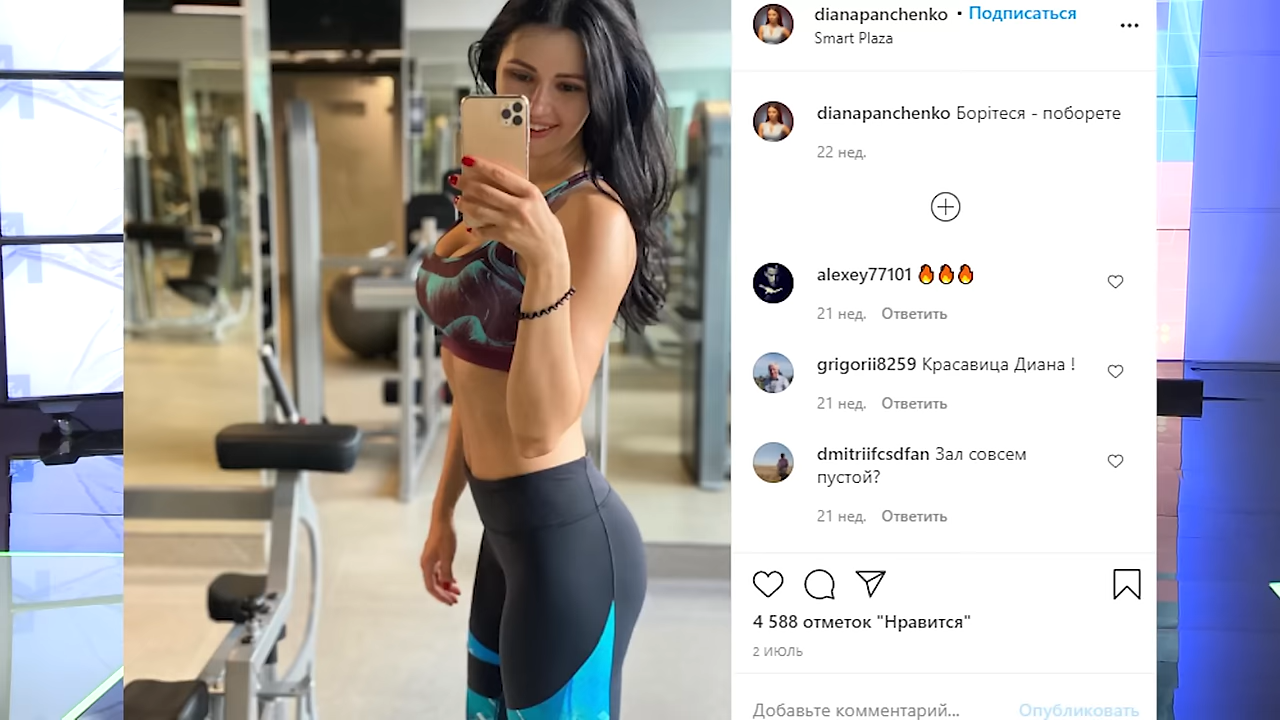 dianapanchenko • Подписаться
Smart Plaza
dianapanchenko Борітеся - поборете
22 нед.
alexey77101 🔥🔥🔥
21 нед. Ответить
grigorii8259 Красавица Диана !
21 нед. Ответить
dmitriifcsdfan Зал совсем
пустой?
21 нед. Ответить
4 588 отметок "Нравится"
2 ИЮЛЬ
Добавьте комментарий... Опубликовать